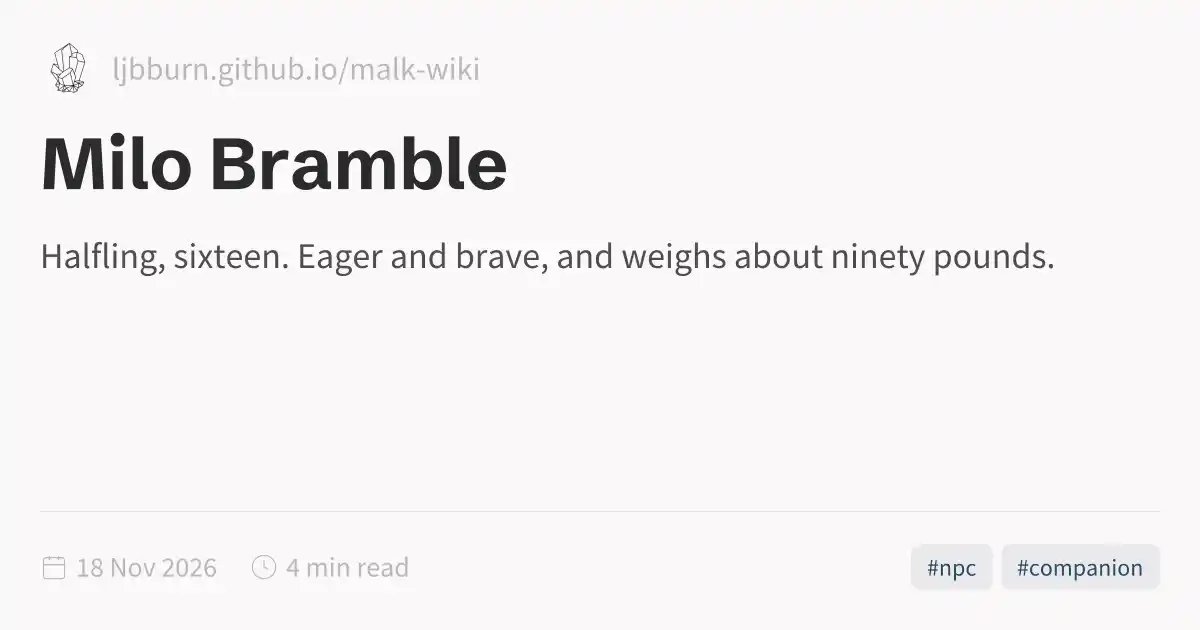 ljbburn.github.io/malk-wiki
Milo Bramble
Halfling, sixteen. Eager and brave, and weighs about ninety pounds.
18 Nov 2026 4 min read #npc #companion